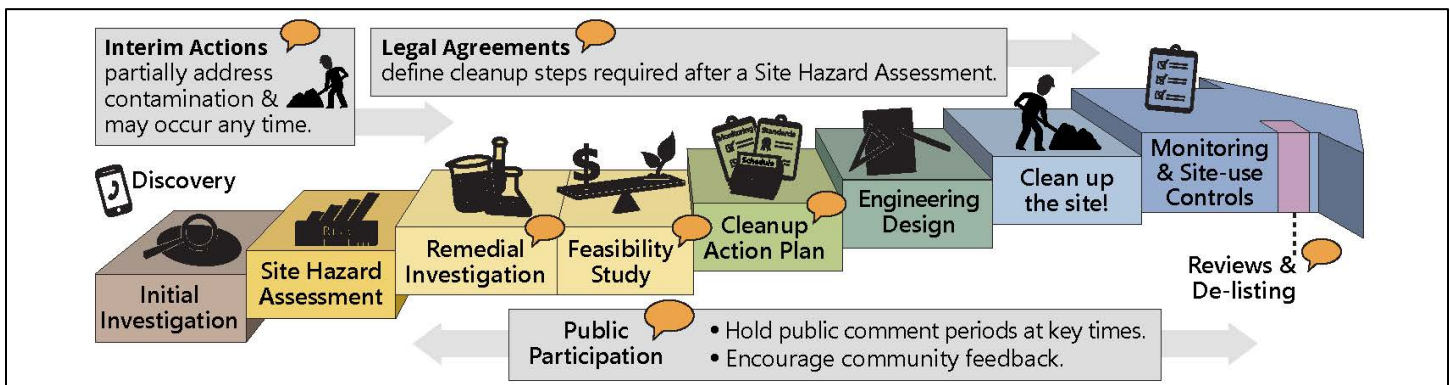 Interim Actions
partially address
contamination &
may occur any time.
Legal Agreements
define cleanup steps required after a Site Hazard Assessment.
Discovery
Initial
Investigation
Site Hazard
Assessment
Remedial
Investigation
$
Feasibility
Study
Monitoring
Standards
Schedule
Cleanup
Action Plan
Engineering
Design
Clean up
the site!
Monitoring
& Site-use
Controls
Reviews &
De-listing
Public
Participation
• Hold public comment periods at key times.
• Encourage community feedback.